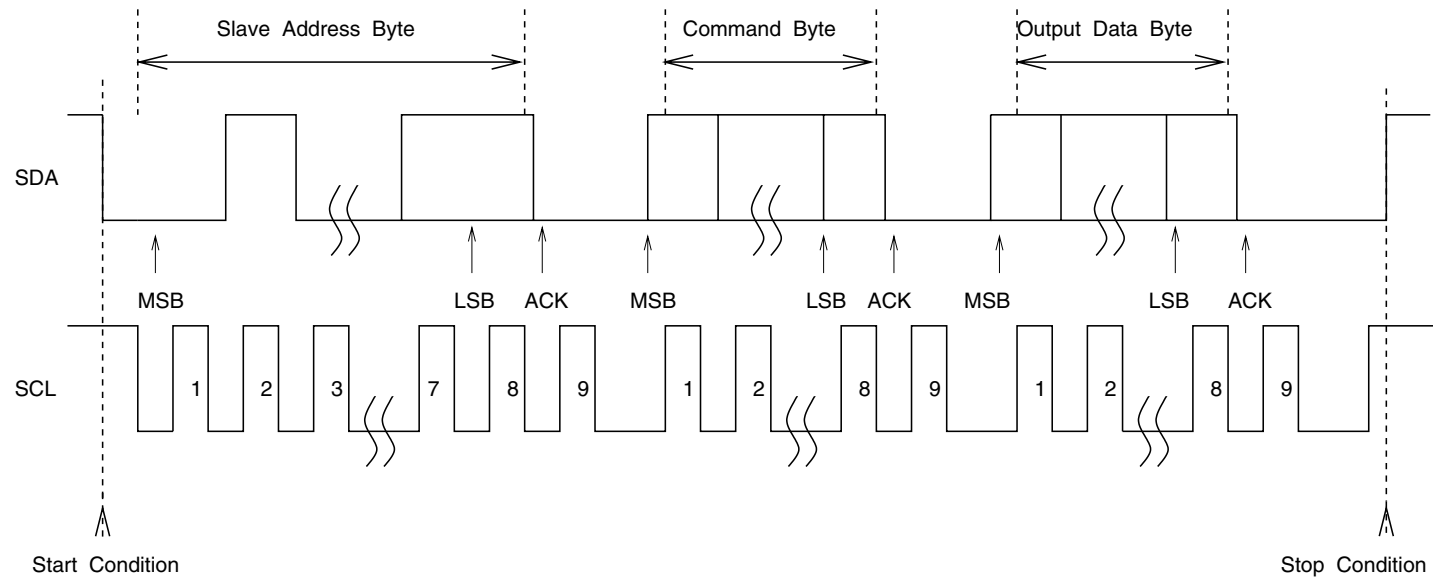 Slave Address Byte Command Byte Output Data Byte
SDA
MSB LSB ACK MSB LSB ACK MSB LSB ACK
SCL 1 2 3 7 8 9 1 2 8 9 1 2 8 9
Start Condition Stop Condition